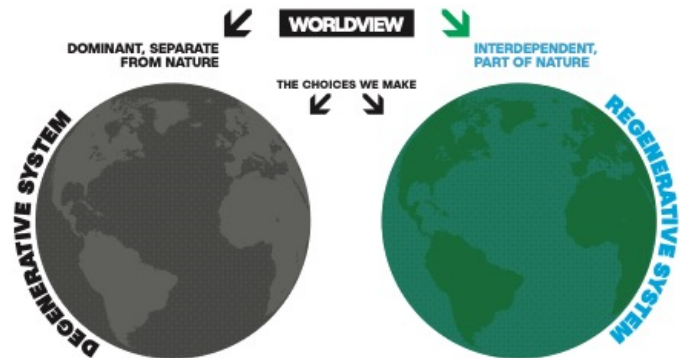 WORLDVIEW
DOMINANT, SEPARATE
FROM NATURE
INTERDEPENDENT,
PART OF NATURE
THE CHOICES WE MAKE
DEGENERATIVE SYSTEM
REGENERATIVE SYSTEM